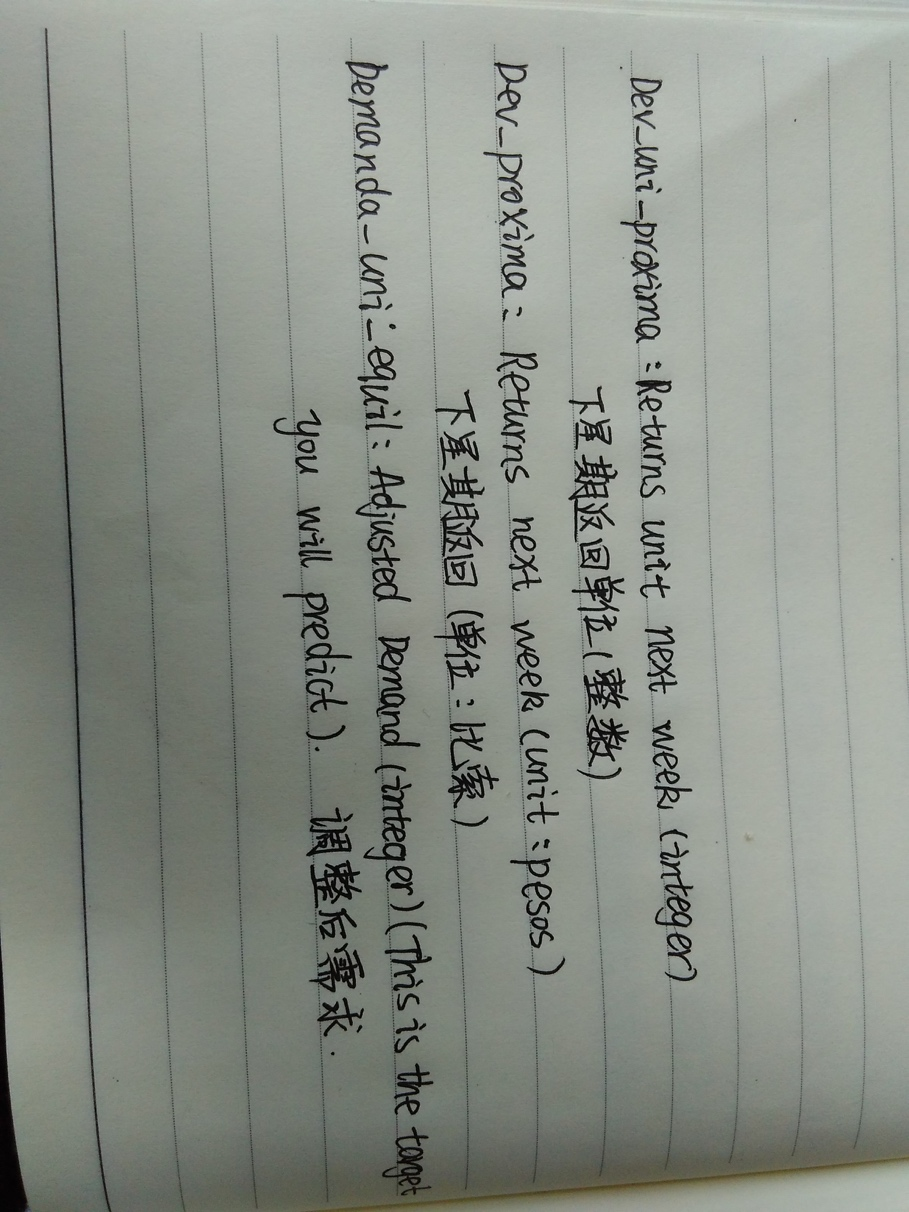 Dev_uni_proxima : Returns unit next week (integer)
下星期返回单位(整数)
Dev_proxima : Returns next week (unit : pesos)
下星期返回 (单位 : 比索)
Demanda_uni_equil : Adjusted Demand (integer) (This is the target
you will predict). 调整后需求.